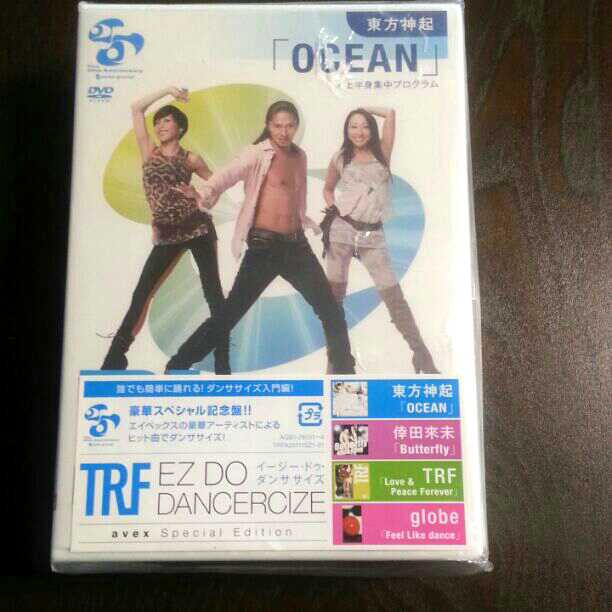 東方神起
「OCEAN」
上半身集中プログラム
DVD
誰でも簡単に踊れる!ダンササイズ入門編!
豪華スペシャル記念盤!!
エイベックスの豪華アーティストによる
ヒット曲でダンササイズ!
プラ
TRF EZ DO DANCERCIZE
イージー・ドゥ・
ダンササイズ
avex Special Edition
東方神起
「OCEAN」
倖田來未
「Butterfly」
TRF
「Love &
Peace Forever」
globe
「Feel Like dance」